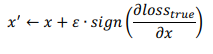 x′ ← x + ε · sign(∂loss_true / ∂x)